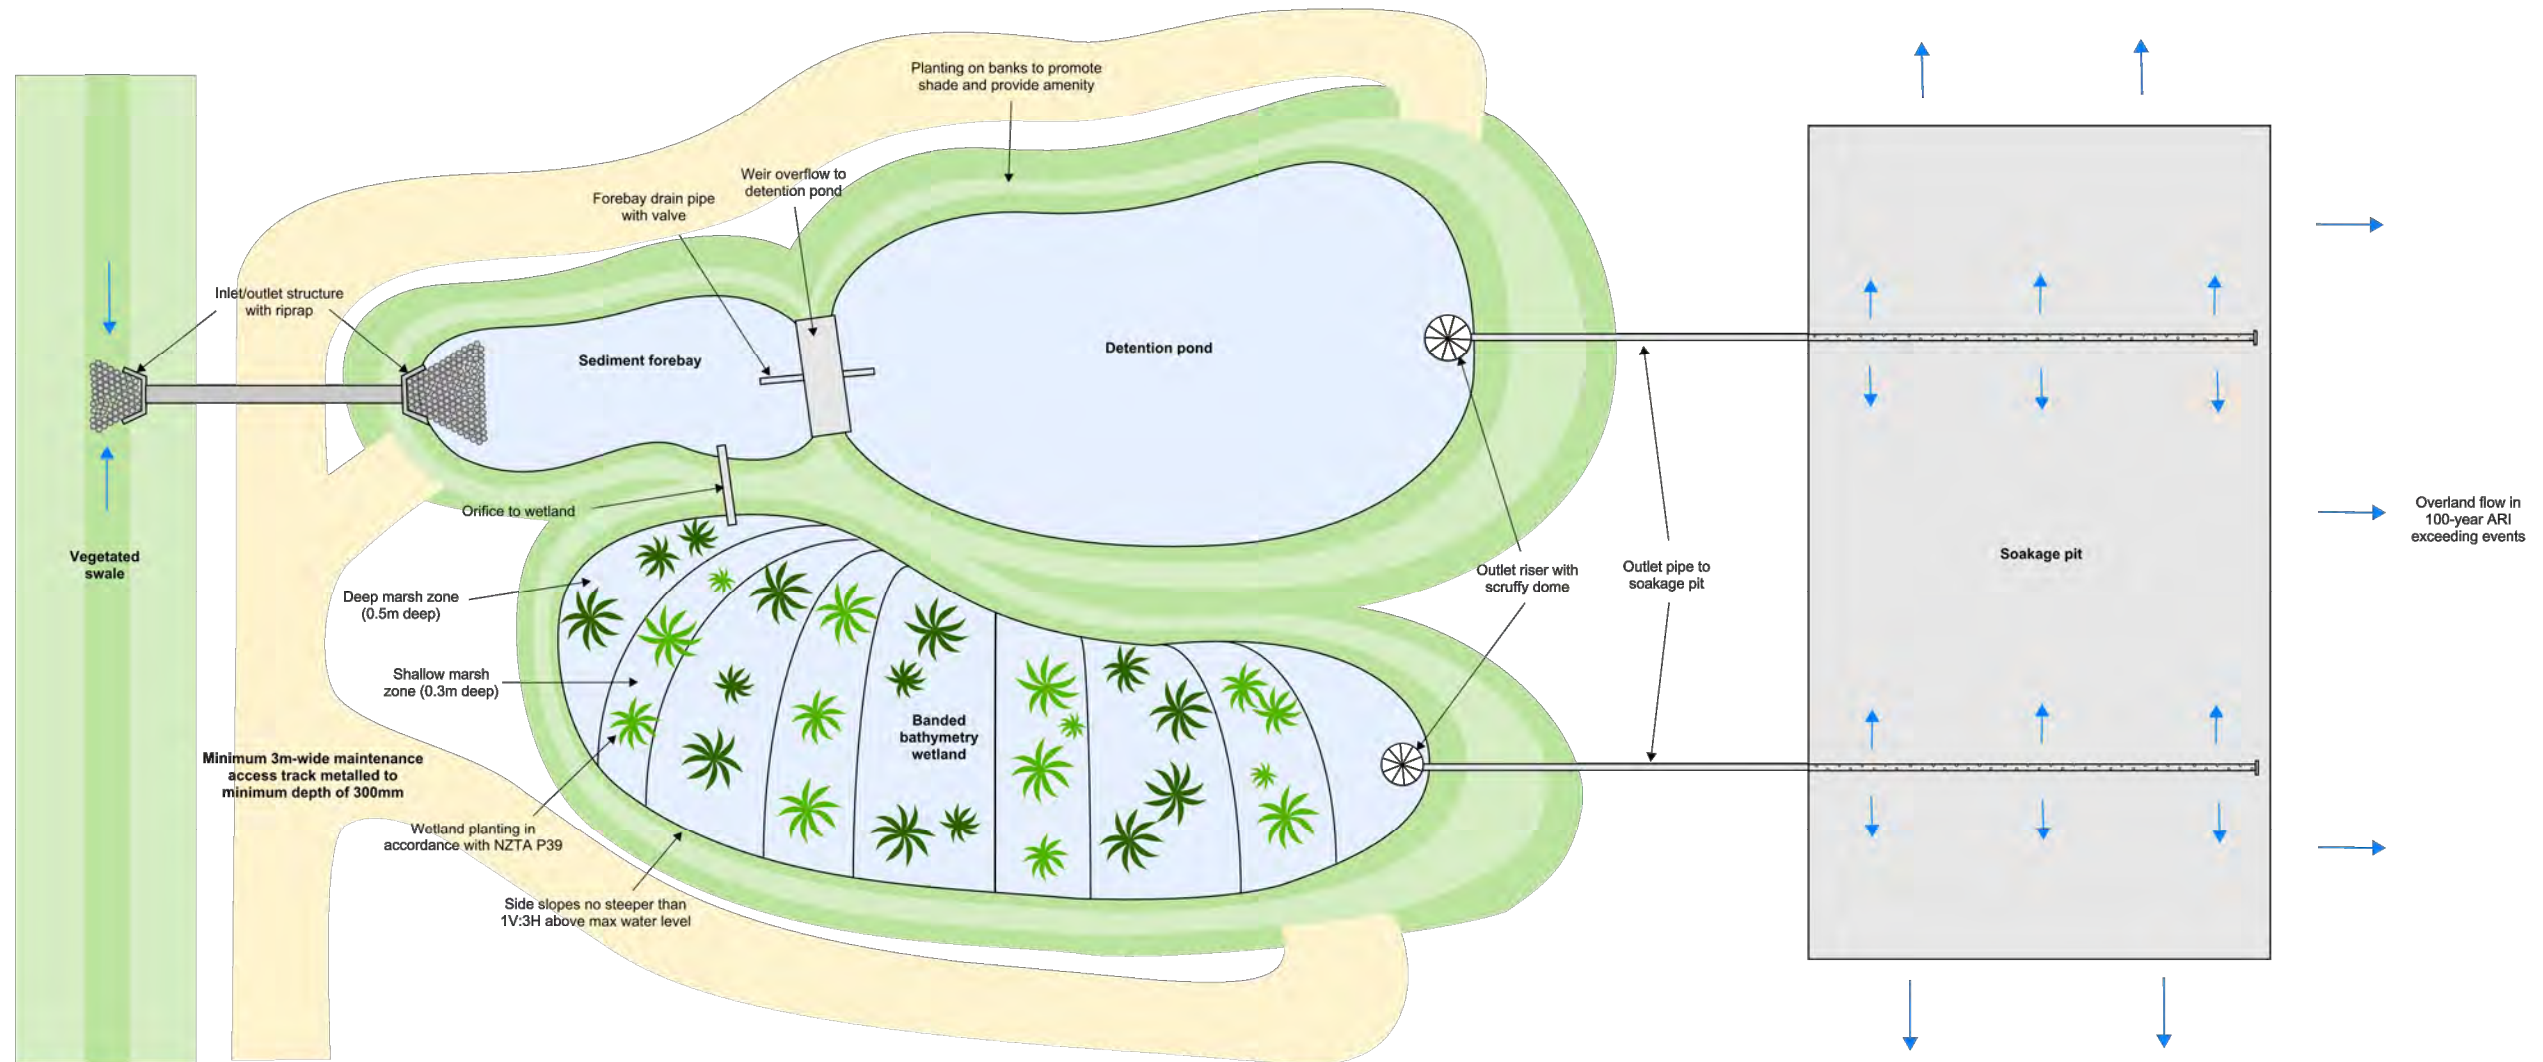 Planting on banks to promote
shade and provide amenity
Weir overflow to
detention pond
Forebay drain pipe
with valve
Inlet/outlet structure
with riprap
Sediment forebay
Detention pond
Orifice to wetland
Vegetated
swale
Deep marsh zone
(0.5m deep)
Shallow marsh
zone (0.3m deep)
Banded
bathymetry
wetland
Minimum 3m-wide maintenance
access track metalled to
minimum depth of 300mm
Wetland planting in
accordance with NZTA P39
Side slopes no steeper than
1V:3H above max water level
Outlet riser with
scruffy dome
Outlet pipe to
soakage pit
Soakage pit
Overland flow in
100-year ARI
exceeding events